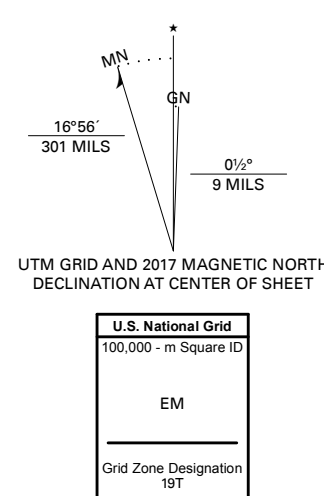 ★
MN
GN
16°56´
301 MILS
0½°
9 MILS
UTM GRID AND 2017 MAGNETIC NORTH
DECLINATION AT CENTER OF SHEET
U.S. National Grid
100,000 - m Square ID
EM
Grid Zone Designation
19T